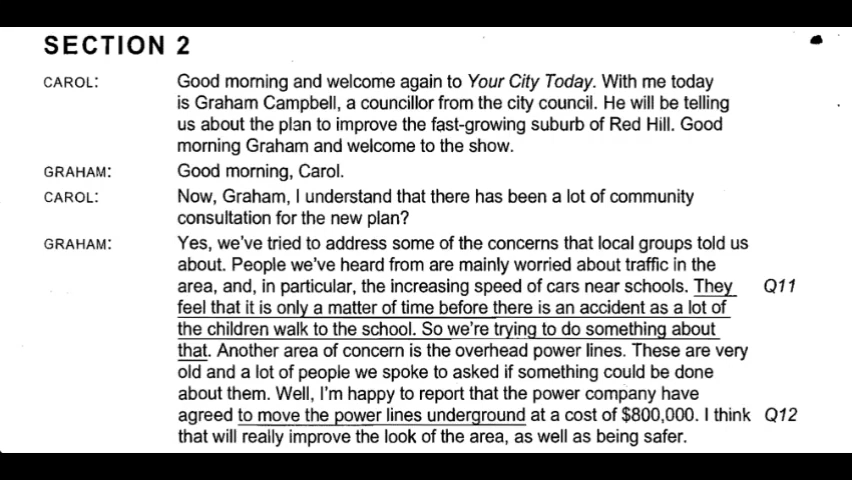 SECTION 2
CAROL: Good morning and welcome again to Your City Today. With me today
is Graham Campbell, a councillor from the city council. He will be telling
us about the plan to improve the fast-growing suburb of Red Hill. Good
morning Graham and welcome to the show.
GRAHAM: Good morning, Carol.
CAROL: Now, Graham, I understand that there has been a lot of community
consultation for the new plan?
GRAHAM: Yes, we've tried to address some of the concerns that local groups told us
about. People we've heard from are mainly worried about traffic in the
area, and, in particular, the increasing speed of cars near schools. They Q11
feel that it is only a matter of time before there is an accident as a lot of
the children walk to the school. So we're trying to do something about
that. Another area of concern is the overhead power lines. These are very
old and a lot of people we spoke to asked if something could be done
about them. Well, I'm happy to report that the power company have
agreed to move the power lines underground at a cost of $800,000. I think Q12
that will really improve the look of the area, as well as being safer.